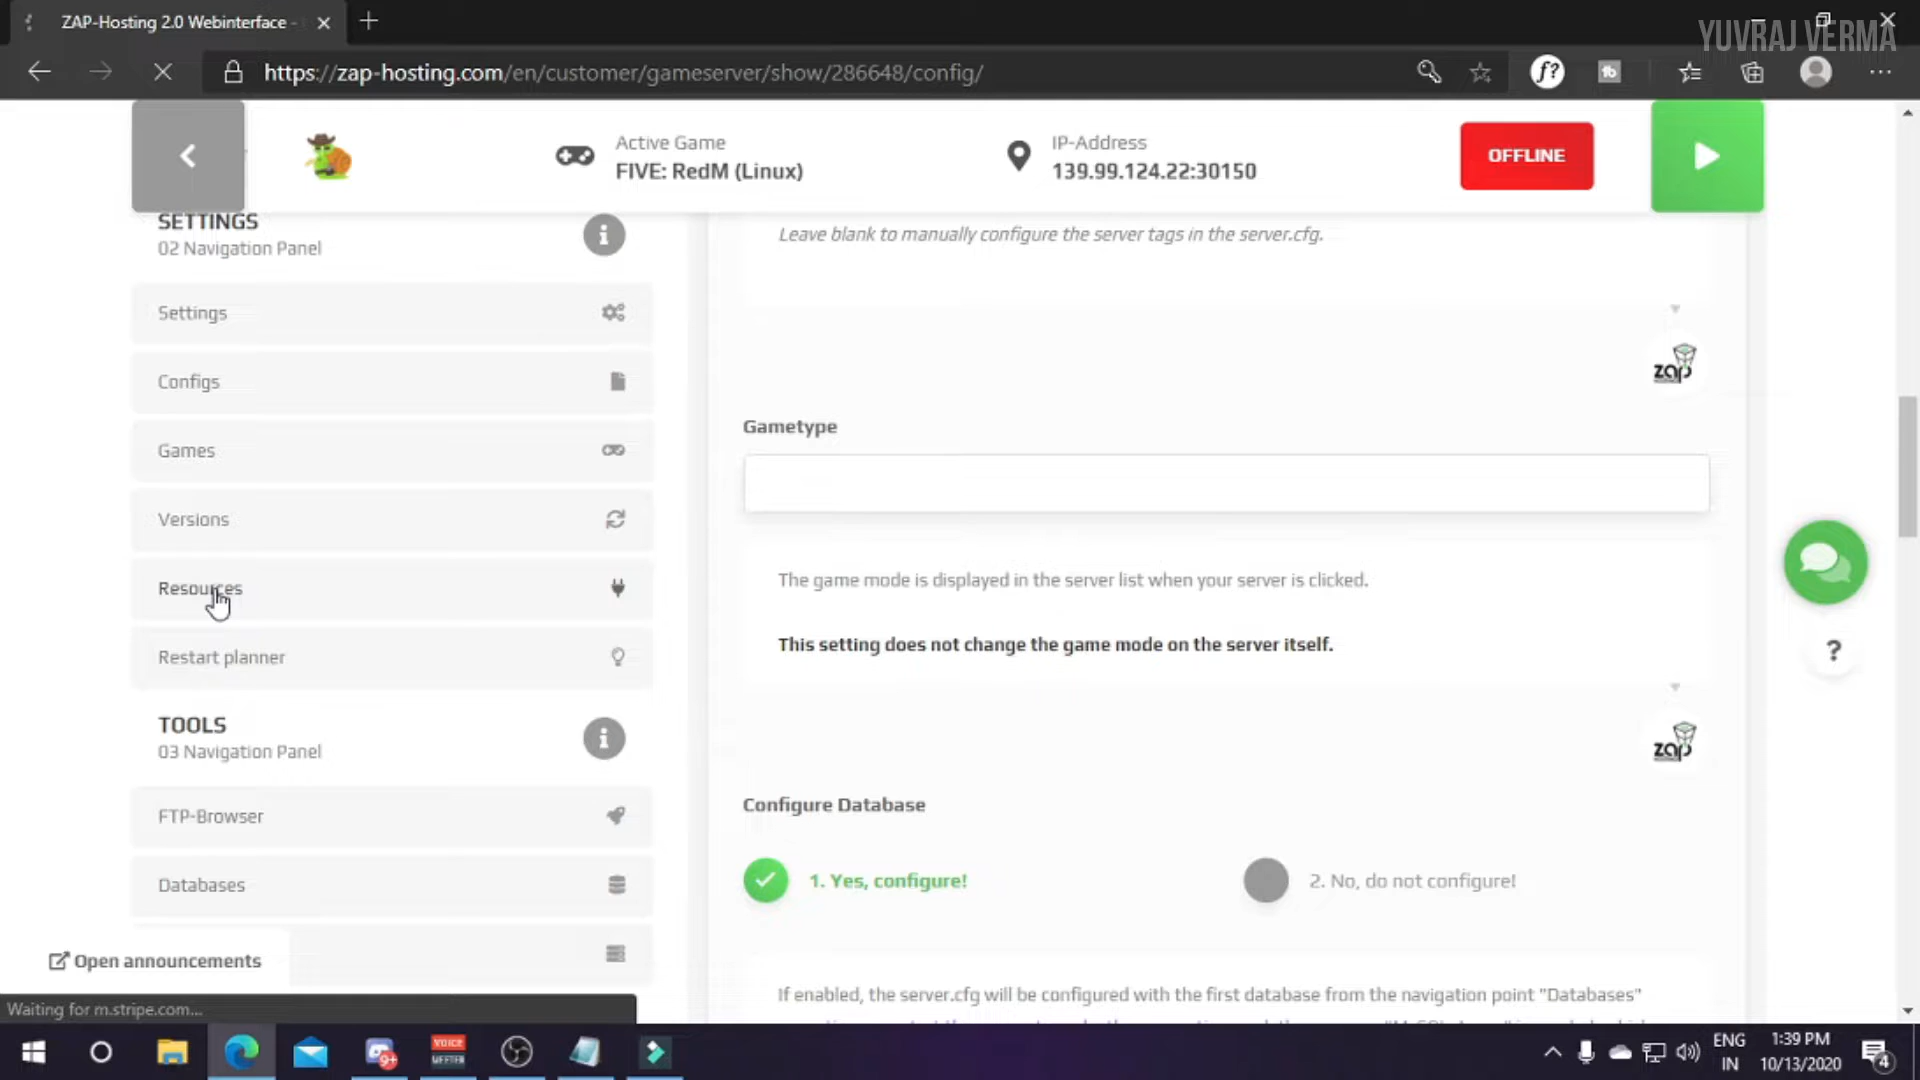 ZAP-Hosting 2.0 Webinterface -
YUVRAJ VERMA
https://zap-hosting.com/en/customer/gameserver/show/286648/config/
Active Game
FIVE: RedM (Linux)
IP-Address
139.99.124.22:30150
OFFLINE
SETTINGS
02 Navigation Panel
Settings
Configs
Games
Versions
Resources
Restart planner
TOOLS
03 Navigation Panel
FTP-Browser
Databases
Open announcements
Waiting for m.stripe.com...
Leave blank to manually configure the server tags in the server.cfg.
zap
Gametype
The game mode is displayed in the server list when your server is clicked.
This setting does not change the game mode on the server itself.
zap
Configure Database
1. Yes, configure!
2. No, do not configure!
If enabled, the server.cfg will be configured with the first database from the navigation point "Databases"
?
VOICE
MEETER
9+
ENG
IN
1:39 PM
10/13/2020
4